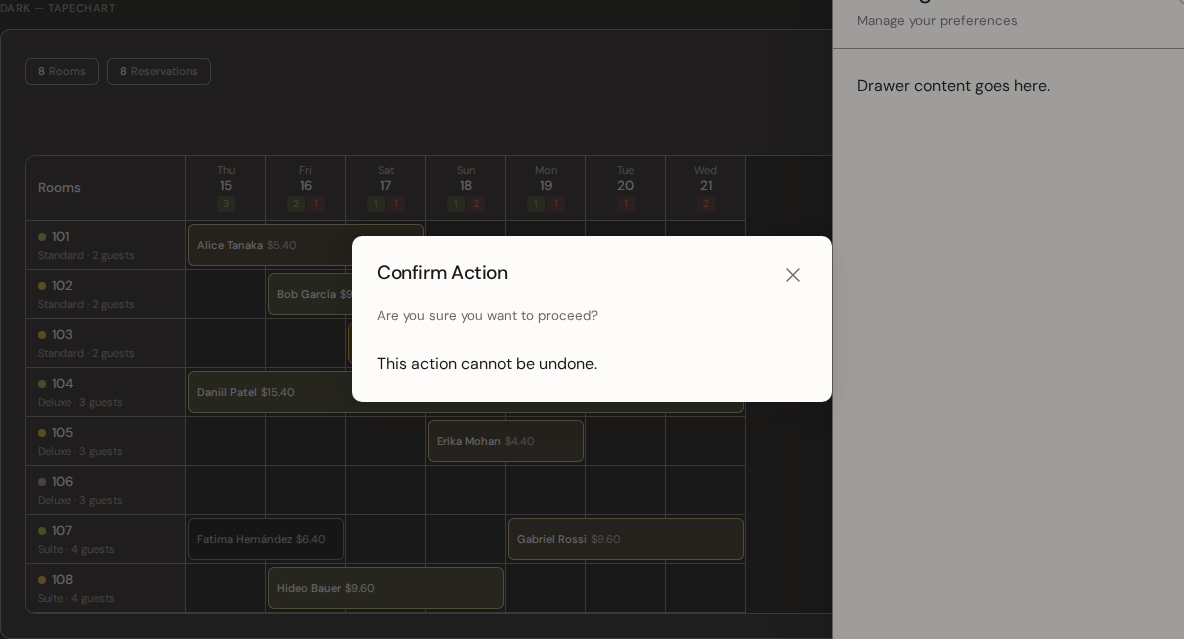 DARK — TAPECHART
Manage your preferences
Drawer content goes here.
8 Rooms
8 Reservations
Rooms
Thu
15
3
Fri
16
2 1
Sat
17
1 1
Sun
18
1 2
Mon
19
1 1
Tue
20
1
Wed
21
2
101
Standard · 2 guests
Alice Tanaka $5.40
102
Standard · 2 guests
Bob García $9
103
Standard · 2 guests
104
Deluxe · 3 guests
Daniil Patel $15.40
105
Deluxe · 3 guests
Erika Mohan $4.40
106
Deluxe · 3 guests
107
Suite · 4 guests
Fatima Hernández $6.40
Gabriel Rossi $9.60
108
Suite · 4 guests
Hideo Bauer $9.60
Confirm Action
Are you sure you want to proceed?
This action cannot be undone.